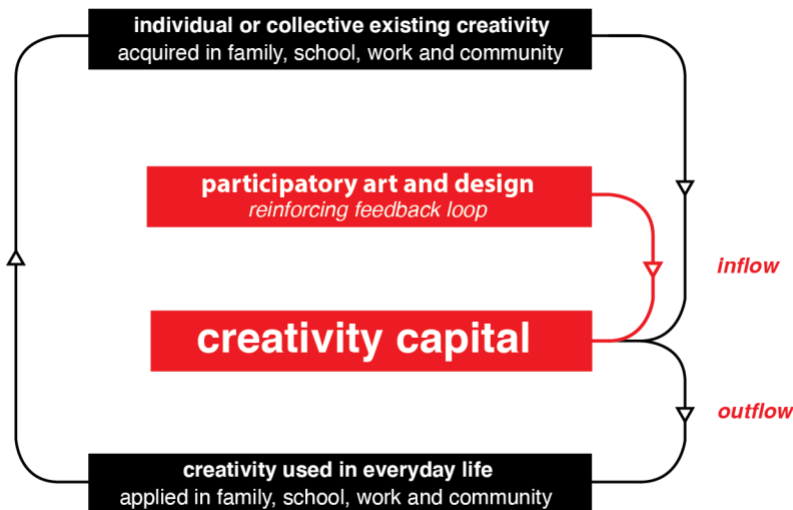 individual or collective existing creativity
acquired in family, school, work and community
participatory art and design
reinforcing feedback loop
inflow
creativity capital
outflow
creativity used in everyday life
applied in family, school, work and community